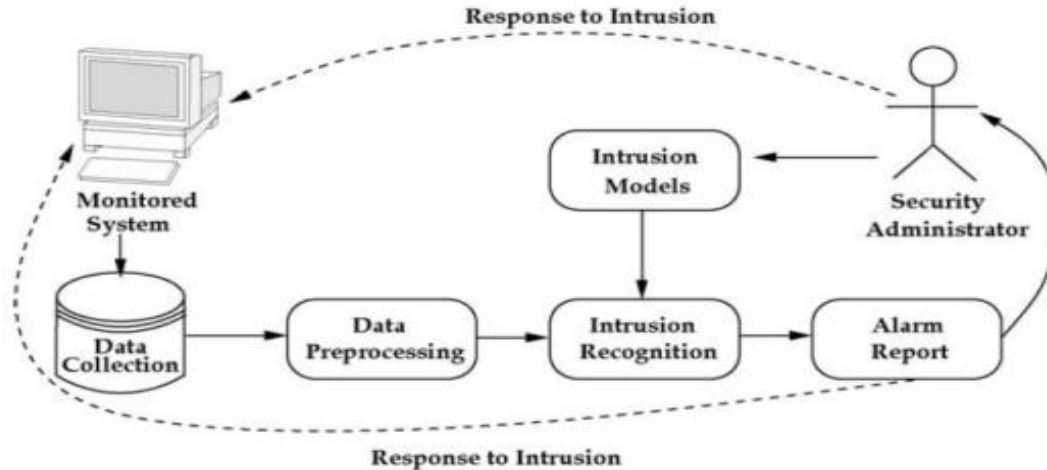 Response to Intrusion
Monitored
System
Intrusion
Models
Security
Administrator
Data
Collection
Data
Preprocessing
Intrusion
Recognition
Alarm
Report
Response to Intrusion